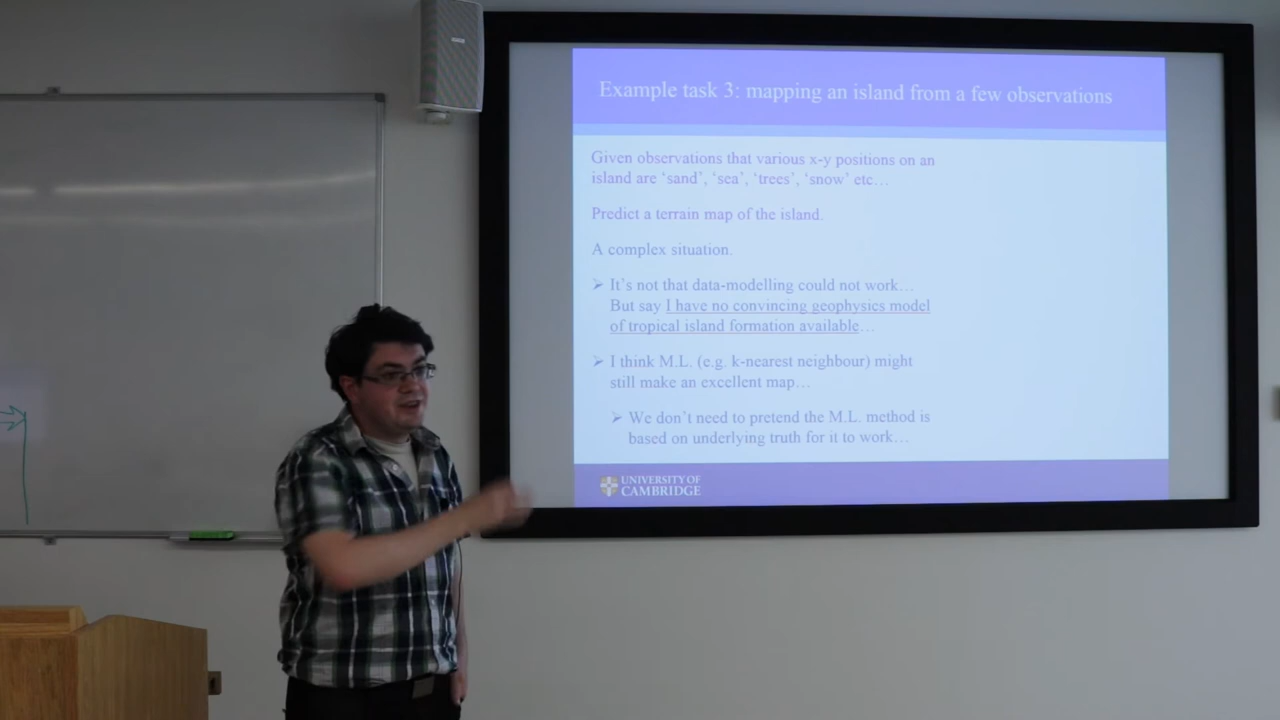 Example task 3: mapping an island from a few observations
Given observations that various x-y positions on an
island are ‘sand’, ‘sea’, ‘trees’, ‘snow’ etc…
Predict a terrain map of the island.
A complex situation.
➢ It’s not that data-modelling could not work…
But say I have no convincing geophysics model
of tropical island formation available…
➢ I think M.L. (e.g. k-nearest neighbour) might
still make an excellent map…
➢ We don’t need to pretend the M.L. method is
based on underlying truth for it to work…
UNIVERSITY OF
CAMBRIDGE